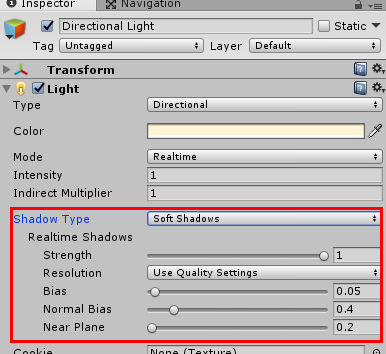 Inspector Navigation
Directional Light Static
Tag Untagged Layer Default
Transform
Light
Type Directional
Color
Mode Realtime
Intensity 1
Indirect Multiplier 1
Shadow Type Soft Shadows
Realtime Shadows
Strength 1
Resolution Use Quality Settings
Bias 0.05
Normal Bias 0.4
Near Plane 0.2
Cookie None (Texture)